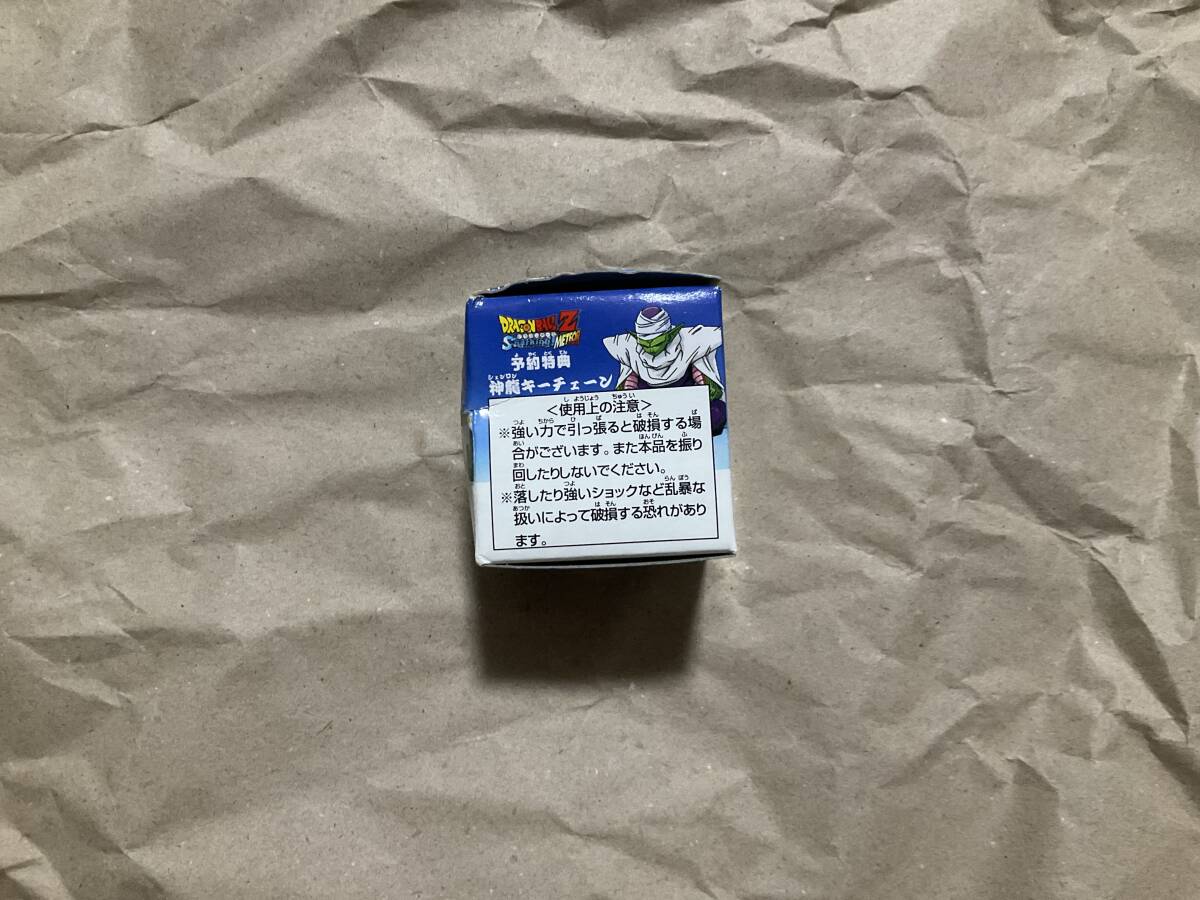 DRAGON BALL Z
Sparking! METEOR
予約特典
神龍キーチェーン
<使用上の注意>
※強い力で引っ張ると破損する場
合がございます。また本品を振り
回したりしないでください。
※落したり強いショックなど乱暴な
扱いによって破損する恐れがあり
ます。